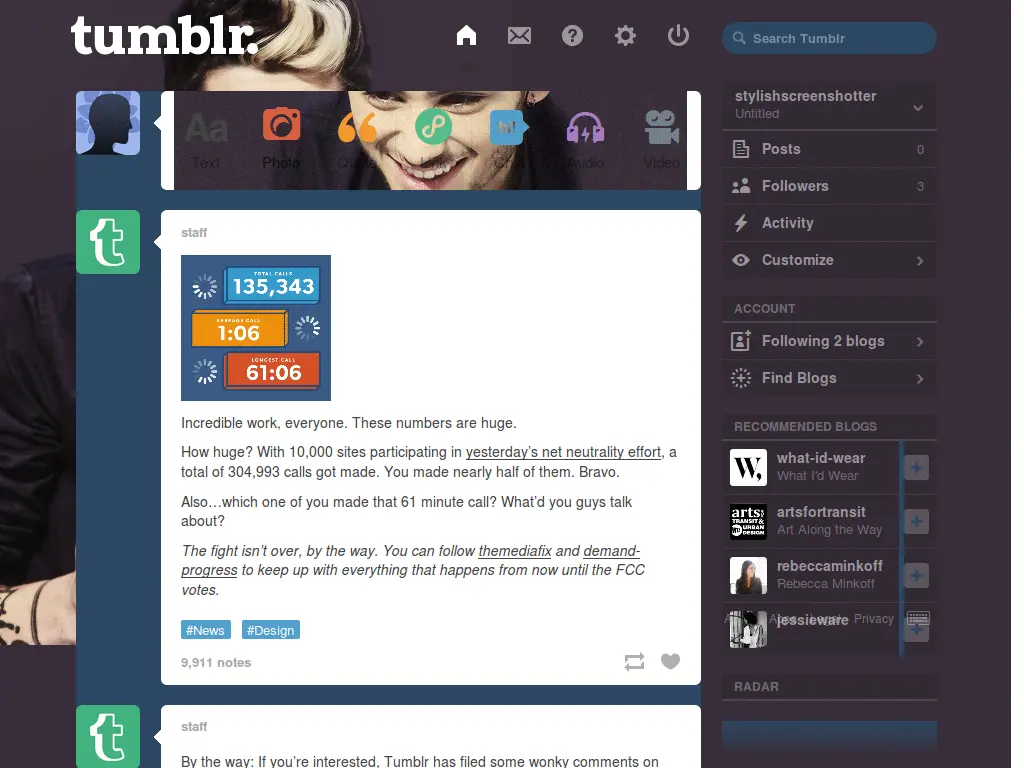 tumblr.
Search Tumblr
Aa
Text
Photo
Quote
Link
hi!
Chat
Audio
Video
staff
TOTAL CALLS
135,343
AVERAGE CALL
1:06
LONGEST CALL
61:06
Incredible work, everyone. These numbers are huge.
How huge? With 10,000 sites participating in yesterday's net neutrality effort, a
total of 304,993 calls got made. You made nearly half of them. Bravo.
Also…which one of you made that 61 minute call? What'd you guys talk
about?
The fight isn't over, by the way. You can follow themediafix and demand-
progress to keep up with everything that happens from now until the FCC
votes.
#News #Design
9,911 notes
staff
By the way: If you're interested, Tumblr has filed some wonky comments on
stylishscreenshotter
Untitled
Posts 0
Followers 3
Activity
Customize
ACCOUNT
Following 2 blogs
Find Blogs
RECOMMENDED BLOGS
W,
what-id-wear
What I'd Wear
arts
TRANSIT &
URBAN
DESIGN
artsfortransit
Art Along the Way
rebeccaminkoff
Rebecca Minkoff
jessieware
Apps Legal Privacy
RADAR